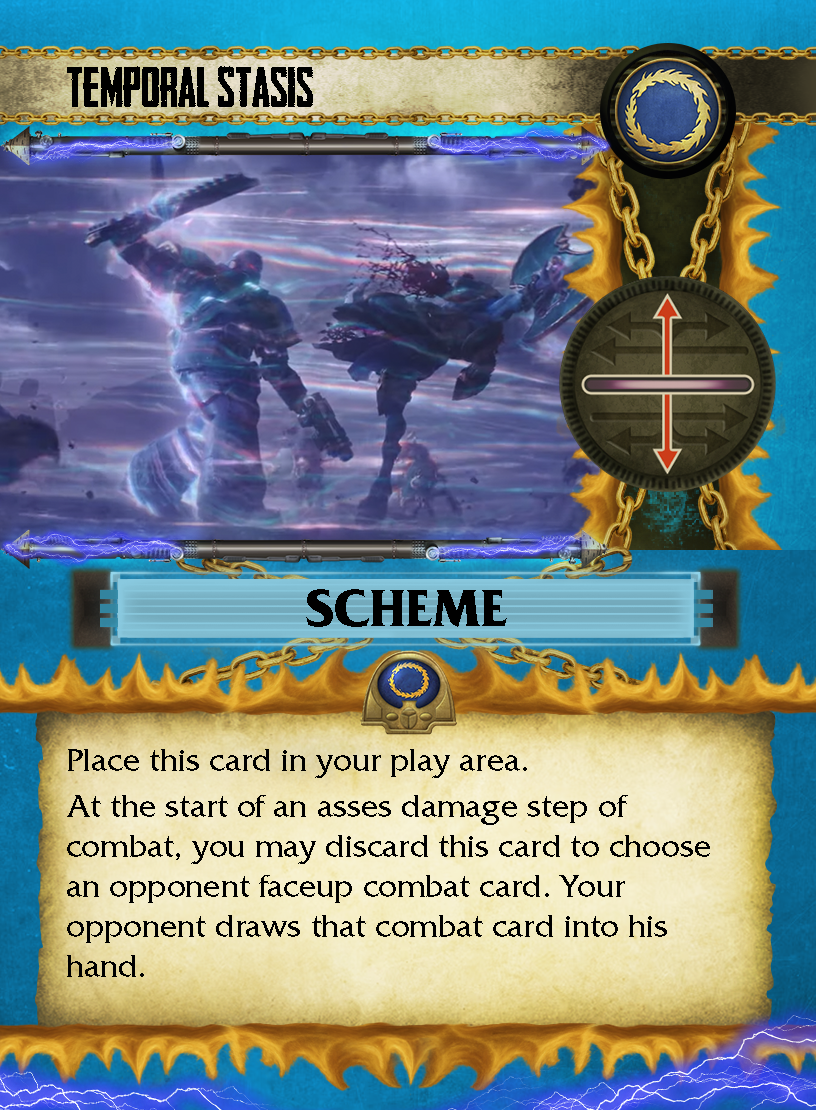 TEMPORAL STASIS
SCHEME
Place this card in your play area.
At the start of an asses damage step of
combat, you may discard this card to choose
an opponent faceup combat card. Your
opponent draws that combat card into his
hand.